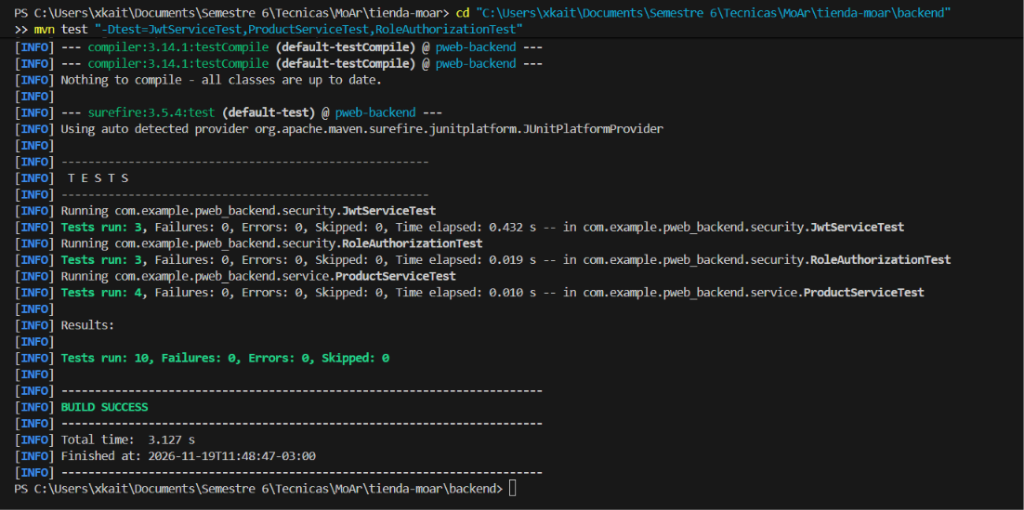 PS C:\Users\xkait\Documents\Semestre 6\Tecnicas\MoAr\tienda-moar> cd "C:\Users\xkait\Documents\Semestre 6\Tecnicas\MoAr\tienda-moar\backend"
>> mvn test "-Dtest=JwtServiceTest,ProductServiceTest,RoleAuthorizationTest"
[INFO] --- compiler:3.14.1:testCompile (default-testCompile) @ pweb-backend ---
[INFO] --- compiler:3.14.1:testCompile (default-testCompile) @ pweb-backend ---
[INFO] Nothing to compile - all classes are up to date.
[INFO]
[INFO] --- surefire:3.5.4:test (default-test) @ pweb-backend ---
[INFO] Using auto detected provider org.apache.maven.surefire.junitplatform.JUnitPlatformProvider
[INFO]
[INFO] -------------------------------------------------------
[INFO]  T E S T S
[INFO] -------------------------------------------------------
[INFO] Running com.example.pweb_backend.security.JwtServiceTest
[INFO] Tests run: 3, Failures: 0, Errors: 0, Skipped: 0, Time elapsed: 0.432 s -- in com.example.pweb_backend.security.JwtServiceTest
[INFO] Running com.example.pweb_backend.security.RoleAuthorizationTest
[INFO] Tests run: 3, Failures: 0, Errors: 0, Skipped: 0, Time elapsed: 0.019 s -- in com.example.pweb_backend.security.RoleAuthorizationTest
[INFO] Running com.example.pweb_backend.service.ProductServiceTest
[INFO] Tests run: 4, Failures: 0, Errors: 0, Skipped: 0, Time elapsed: 0.010 s -- in com.example.pweb_backend.service.ProductServiceTest
[INFO]
[INFO] Results:
[INFO]
[INFO] Tests run: 10, Failures: 0, Errors: 0, Skipped: 0
[INFO]
[INFO] ------------------------------------------------------------------------
[INFO] BUILD SUCCESS
[INFO] ------------------------------------------------------------------------
[INFO] Total time:  3.127 s
[INFO] Finished at: 2026-11-19T11:48:47-03:00
[INFO] ------------------------------------------------------------------------
PS C:\Users\xkait\Documents\Semestre 6\Tecnicas\MoAr\tienda-moar\backend>